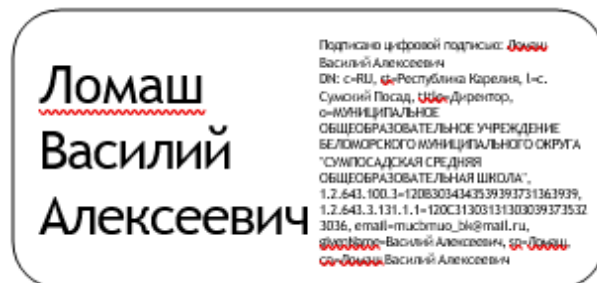 Ломаш
Василий
Алексеевич
Подписано цифровой подписью: Ломаш
Василий Алексеевич
DN: c=RU, st=Республика Карелия, l=с.
Сумский Посад, title=Директор,
o=МУНИЦИПАЛЬНОЕ
ОБЩЕОБРАЗОВАТЕЛЬНОЕ УЧРЕЖДЕНИЕ
БЕЛОМОРСКОГО МУНИЦИПАЛЬНОГО ОКРУГА
"СУМПОСАДСКАЯ СРЕДНЯЯ
ОБЩЕОБРАЗОВАТЕЛЬНАЯ ШКОЛА",
1.2.643.100.3=120B3034343539393731363939,
1.2.643.3.131.1.1=120C31303131303039373532
3036, email=mucbmuo_bk@mail.ru,
givenName=Василий Алексеевич, sn=Ломаш,
cn=Ломаш Василий Алексеевич